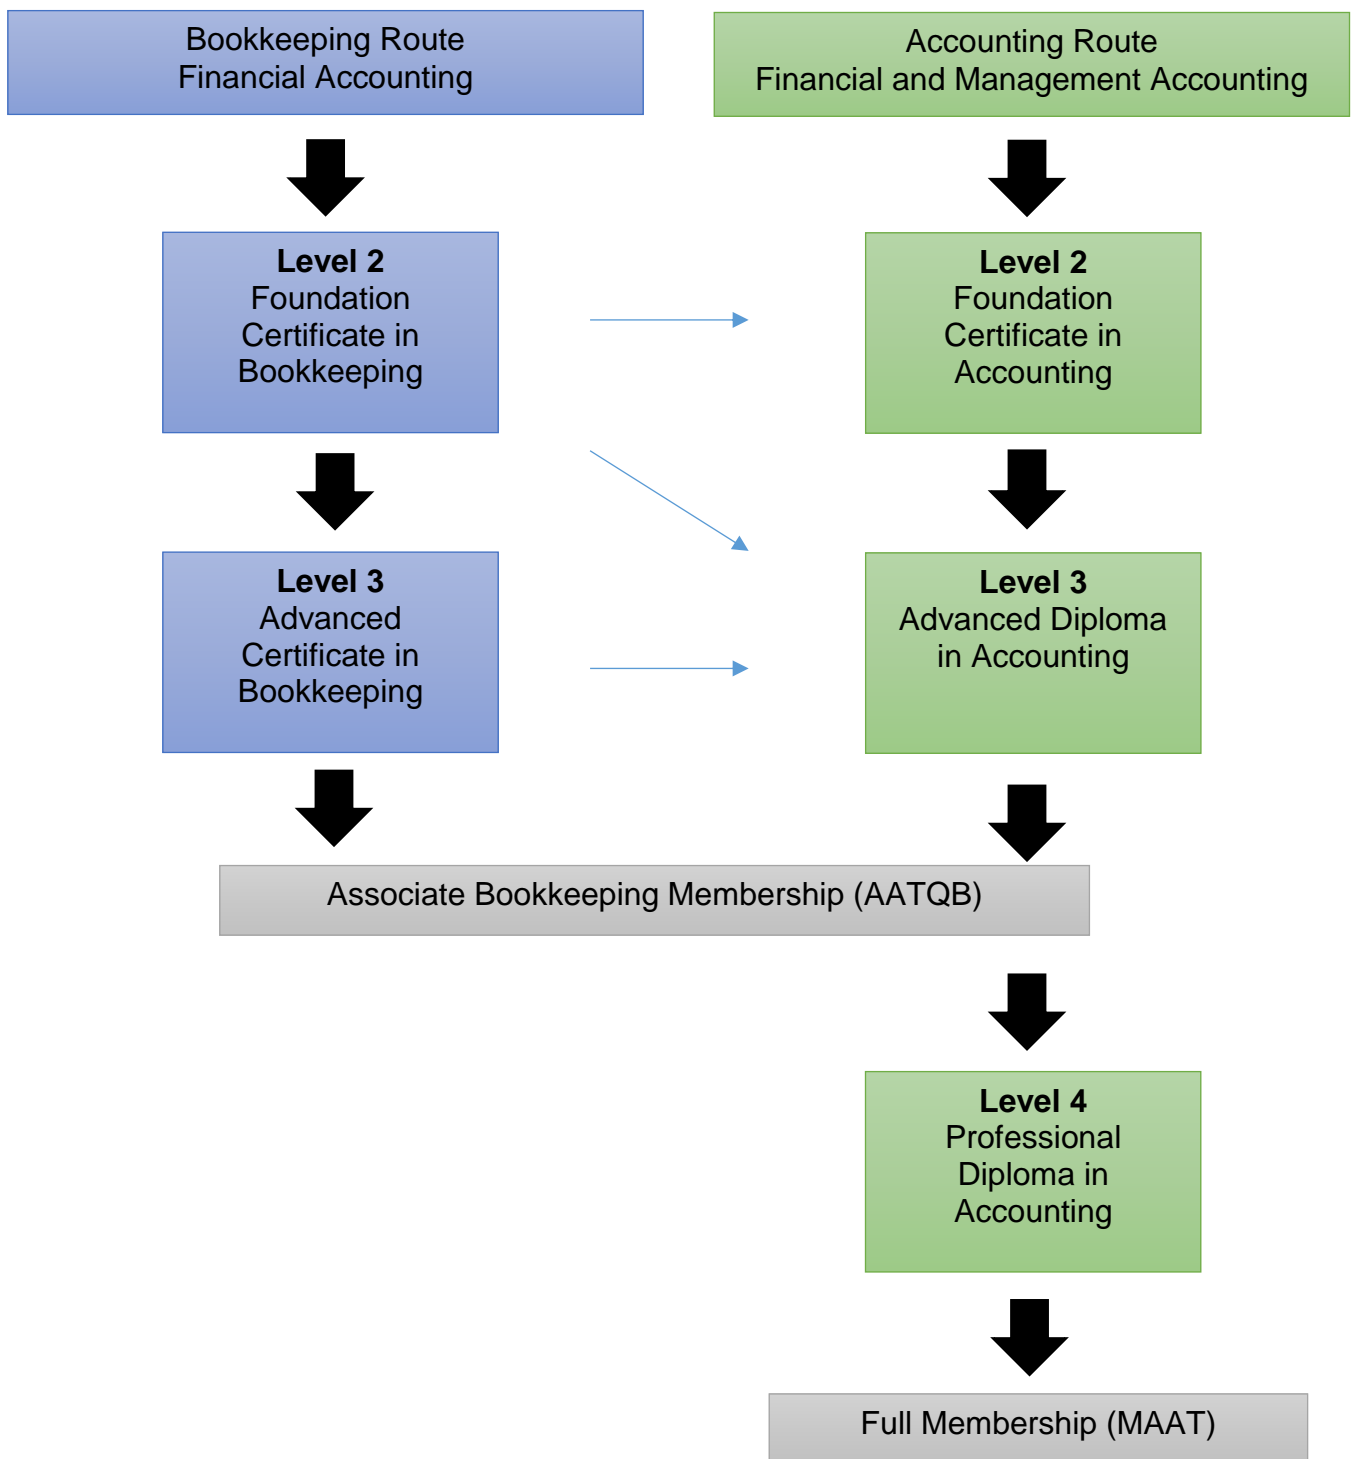 Bookkeeping Route
Financial Accounting
Accounting Route
Financial and Management Accounting
Level 2
Foundation
Certificate in
Bookkeeping
Level 2
Foundation
Certificate in
Accounting
Level 3
Advanced
Certificate in
Bookkeeping
Level 3
Advanced Diploma
in Accounting
Associate Bookkeeping Membership (AATQB)
Level 4
Professional
Diploma in
Accounting
Full Membership (MAAT)